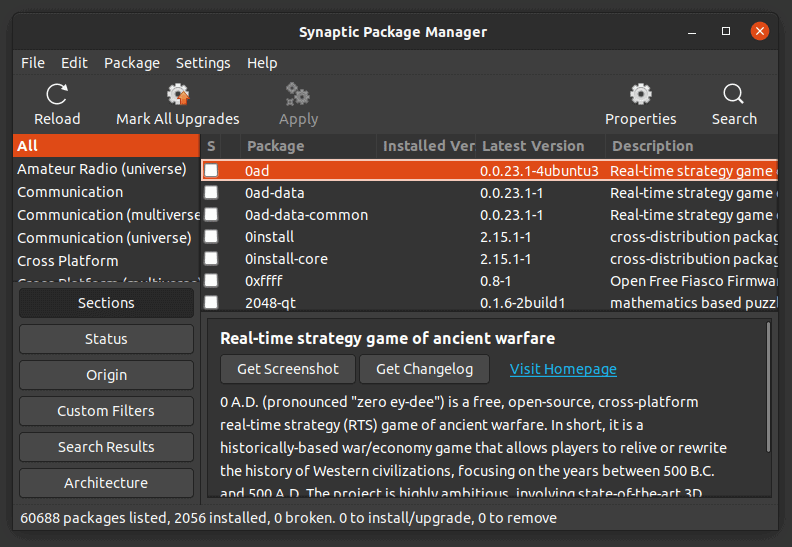 Synaptic Package Manager
File Edit Package Settings Help
Reload Mark All Upgrades Apply Properties Search
All
Amateur Radio (universe)
Communication
Communication (multiverse
Communication (universe)
Cross Platform
Cross Platform (multiverse
Sections
Status
Origin
Custom Filters
Search Results
Architecture
S Package Installed Ver Latest Version Description
0ad 0.0.23.1-4ubuntu3 Real-time strategy game
0ad-data 0.0.23.1-1 Real-time strategy game
0ad-data-common 0.0.23.1-1 Real-time strategy game
0install 2.15.1-1 cross-distribution packag
0install-core 2.15.1-1 cross-distribution packag
0xffff 0.8-1 Open Free Fiasco Firmwa
2048-qt 0.1.6-2build1 mathematics based puzz
Real-time strategy game of ancient warfare
Get Screenshot Get Changelog Visit Homepage
0 A.D. (pronounced "zero ey-dee") is a free, open-source, cross-platform
real-time strategy (RTS) game of ancient warfare. In short, it is a
historically-based war/economy game that allows players to relive or rewrite
the history of Western civilizations, focusing on the years between 500 B.C.
and 500 A.D. The project is highly ambitious, involving state-of-the-art 3D
60688 packages listed, 2056 installed, 0 broken. 0 to install/upgrade, 0 to remove